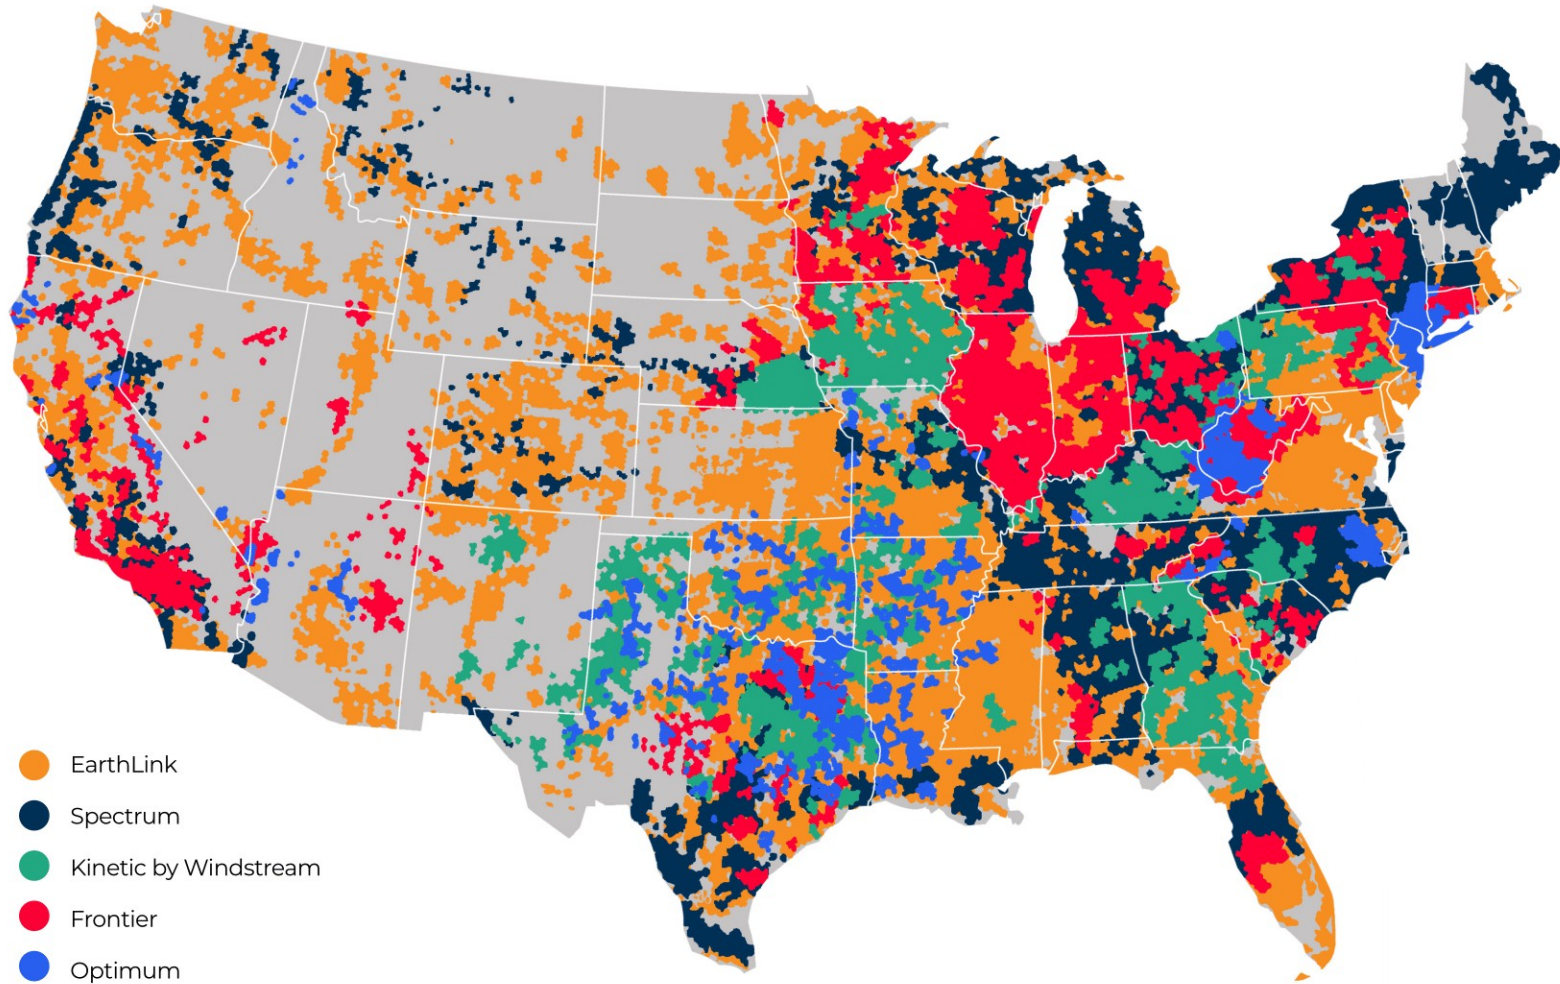 EarthLink
Spectrum
Kinetic by Windstream
Frontier
Optimum